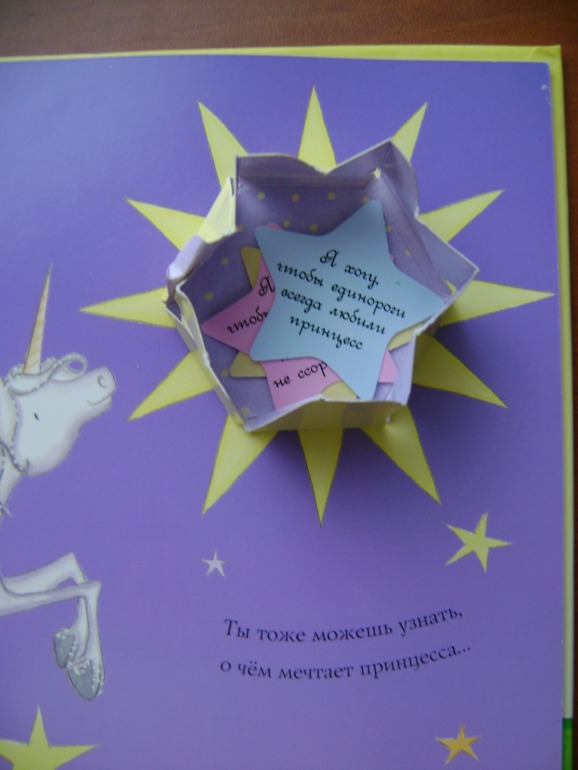 Я хочу,
чтобы единороги
всегда любили
принцесс
Я
не ссор
Ты тоже можешь узнать,
о чём мечтает принцесса...